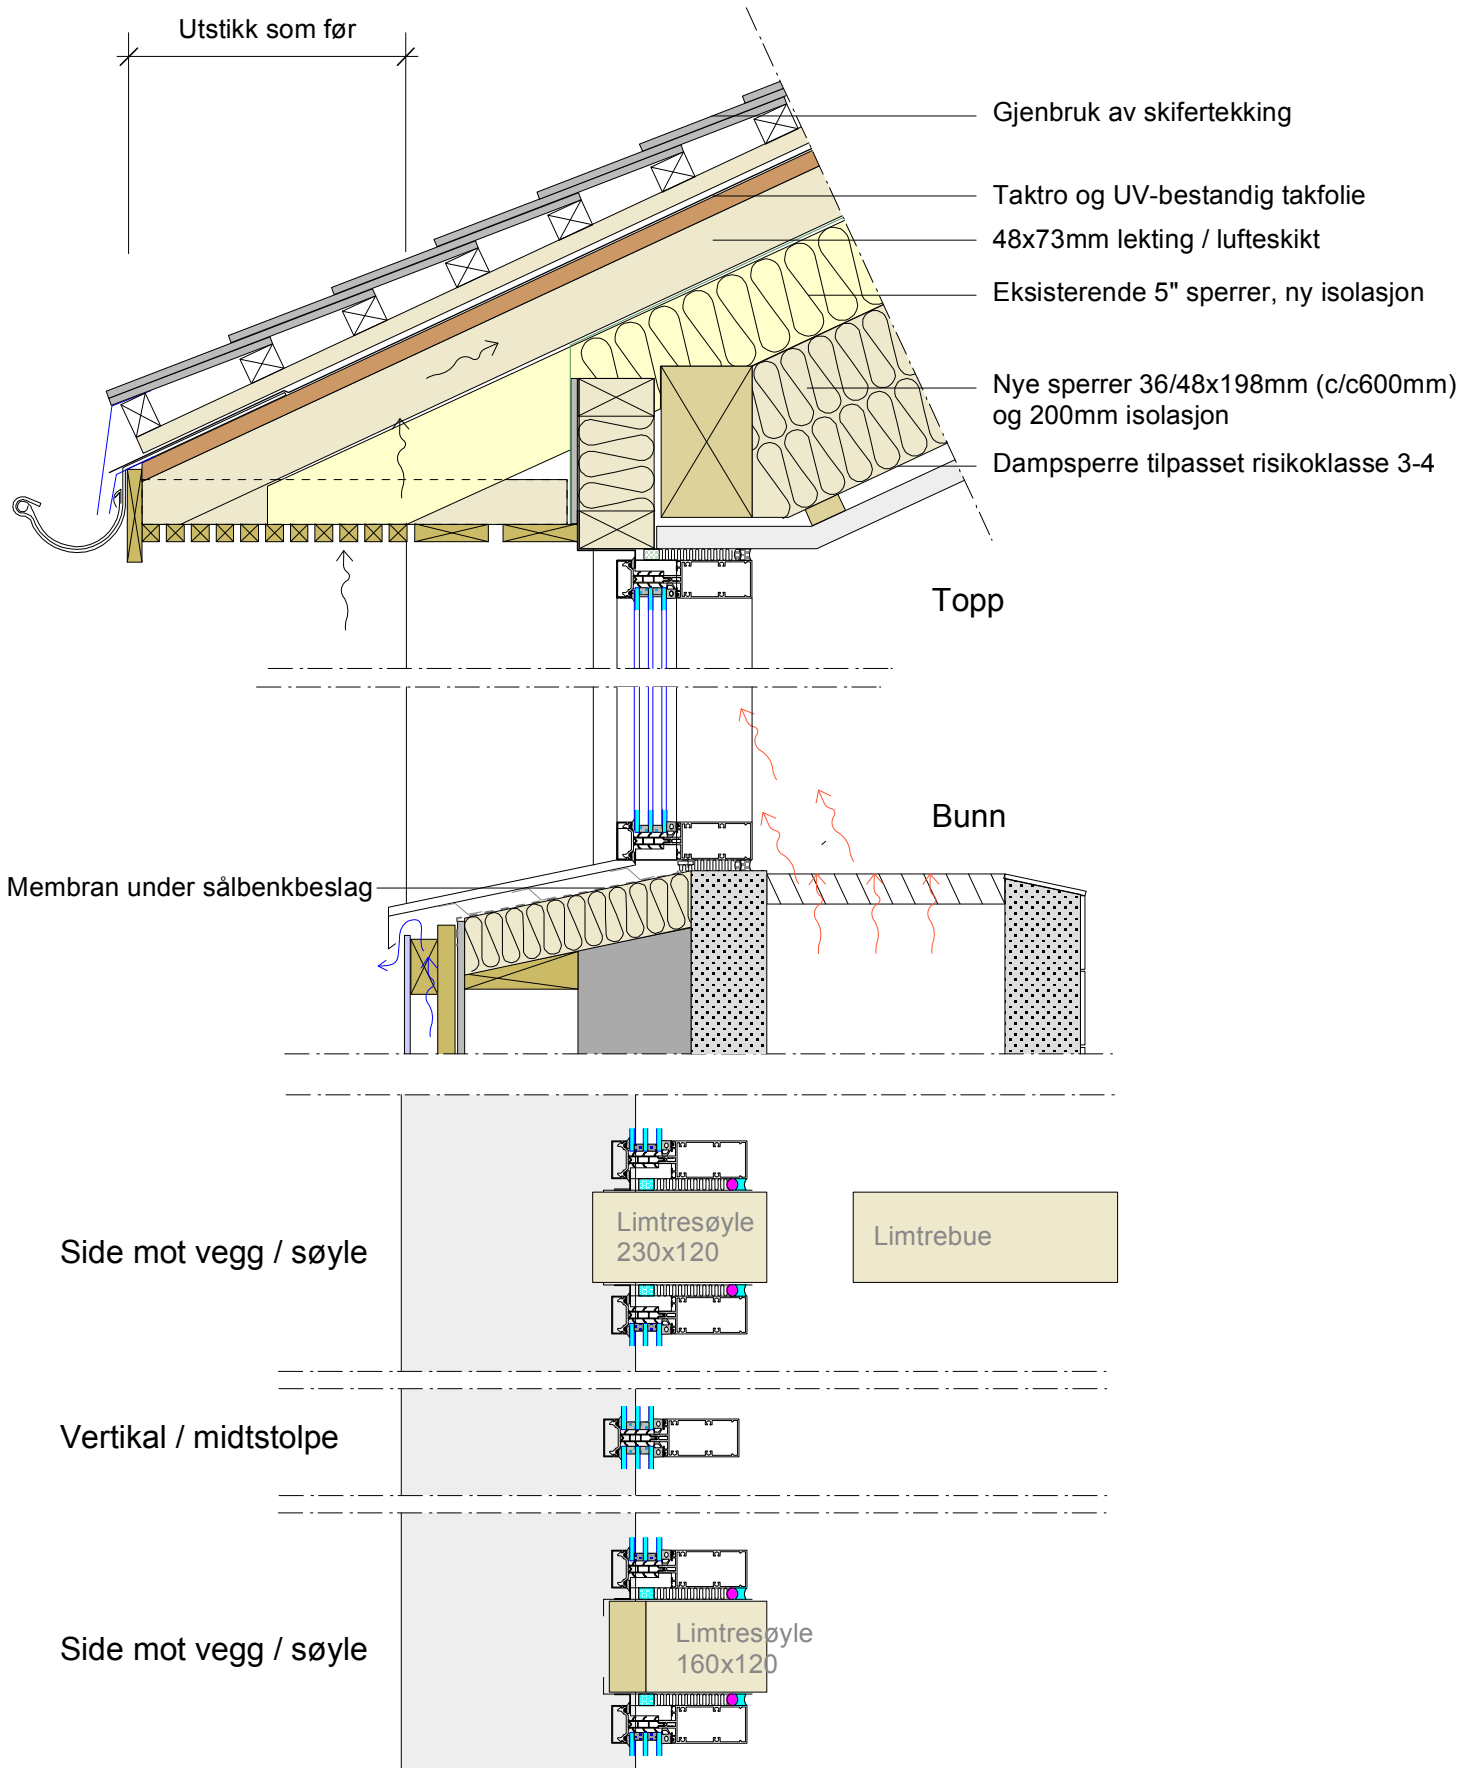 Utstikk som før
Gjenbruk av skifertekking
Taktro og UV-bestandig takfolie
48x73mm lekting / lufteskikt
Eksisterende 5" sperrer, ny isolasjon
Nye sperrer 36/48x198mm (c/c600mm)
og 200mm isolasjon
Dampsperre tilpasset risikoklasse 3-4
Topp
Bunn
Membran under sålbenkbeslag
Side mot vegg / søyle
Limtresøyle
230x120
Limtrebue
Vertikal / midtstolpe
Side mot vegg / søyle
Limtresøyle
160x120